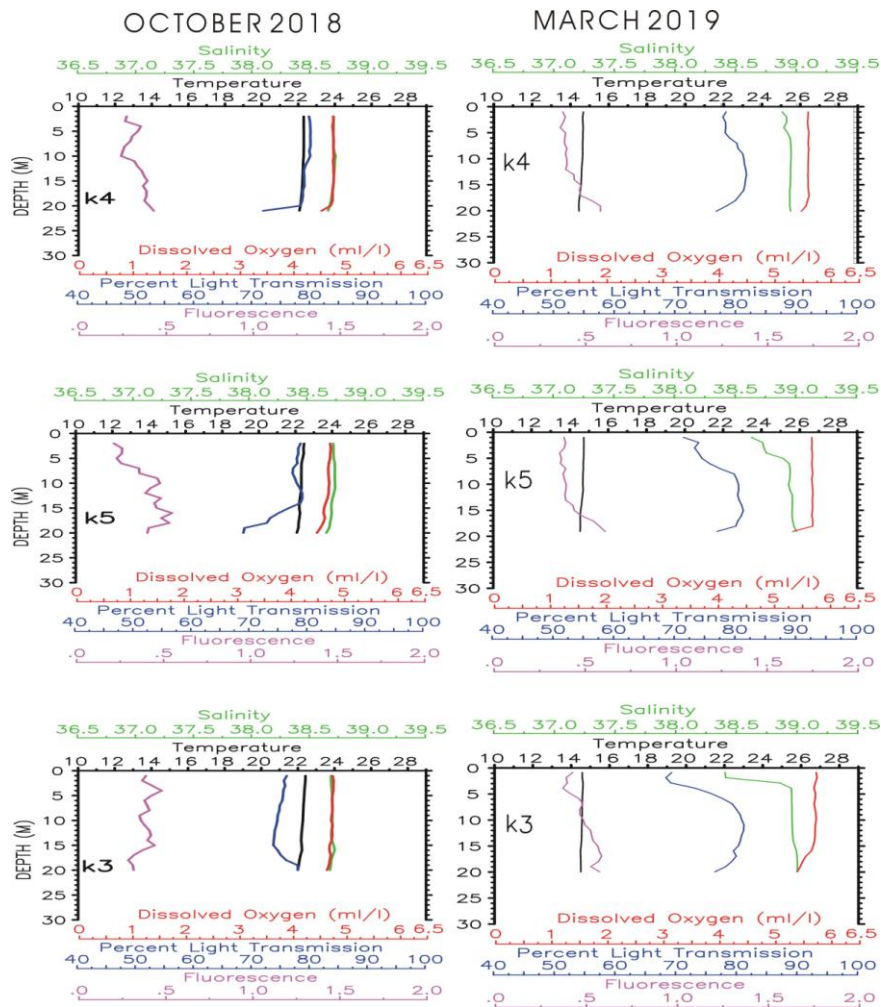 OCTOBER 2018 MARCH 2019
Salinity Salinity
36.5 37.0 37.5 38.0 38.5 39.0 39.5 36.5 37.0 37.5 38.0 38.5 39.0 39.5
Temperature Temperature
10 12 14 16 18 20 22 24 26 28 10 12 14 16 18 20 22 24 26 28
0 5 10 15 20 25 30 0 5 10 15 20 25 30
DEPTH (M)
k4 k4
Dissolved Oxygen (ml/l) Dissolved Oxygen (ml/l)
0 1 2 3 4 5 6.5 0 1 2 3 4 5 6.5
Percent Light Transmission Percent Light Transmission
40 50 60 70 80 90 100 40 50 60 70 80 90 100
Fluorescence Fluorescence
.0 .5 1.0 1.5 2.0 .0 .5 1.0 1.5 2.0
Salinity Salinity
36.5 37.0 37.5 38.0 38.5 39.0 39.5 36.5 37.0 37.5 38.0 38.5 39.0 39.5
Temperature Temperature
10 12 14 16 18 20 22 24 26 28 10 12 14 16 18 20 22 24 26 28
0 5 10 15 20 25 30 0 5 10 15 20 25 30
DEPTH (M)
k5 k5
Dissolved Oxygen (ml/l) Dissolved Oxygen (ml/l)
0 1 2 3 4 5 6.5 0 1 2 3 4 5 6.5
Percent Light Transmission Percent Light Transmission
40 50 60 70 80 90 100 40 50 60 70 80 90 100
Fluorescence Fluorescence
.0 .5 1.0 1.5 2.0 .0 .5 1.0 1.5 2.0
Salinity Salinity
36.5 37.0 37.5 38.0 38.5 39.0 39.5 36.5 37.0 37.5 38.0 38.5 39.0 39.5
Temperature Temperature
10 12 14 16 18 20 22 24 26 28 10 12 14 16 18 20 22 24 26 28
0 5 10 15 20 25 30 0 5 10 15 20 25 30
DEPTH (M)
k3 k3
Dissolved Oxygen (ml/l) Dissolved Oxygen (ml/l)
0 1 2 3 4 5 6.5 0 1 2 3 4 5 6.5
Percent Light Transmission Percent Light Transmission
40 50 60 70 80 90 100 40 50 60 70 80 90 100
Fluorescence Fluorescence
.0 .5 1.0 1.5 2.0 .0 .5 1.0 1.5 2.0